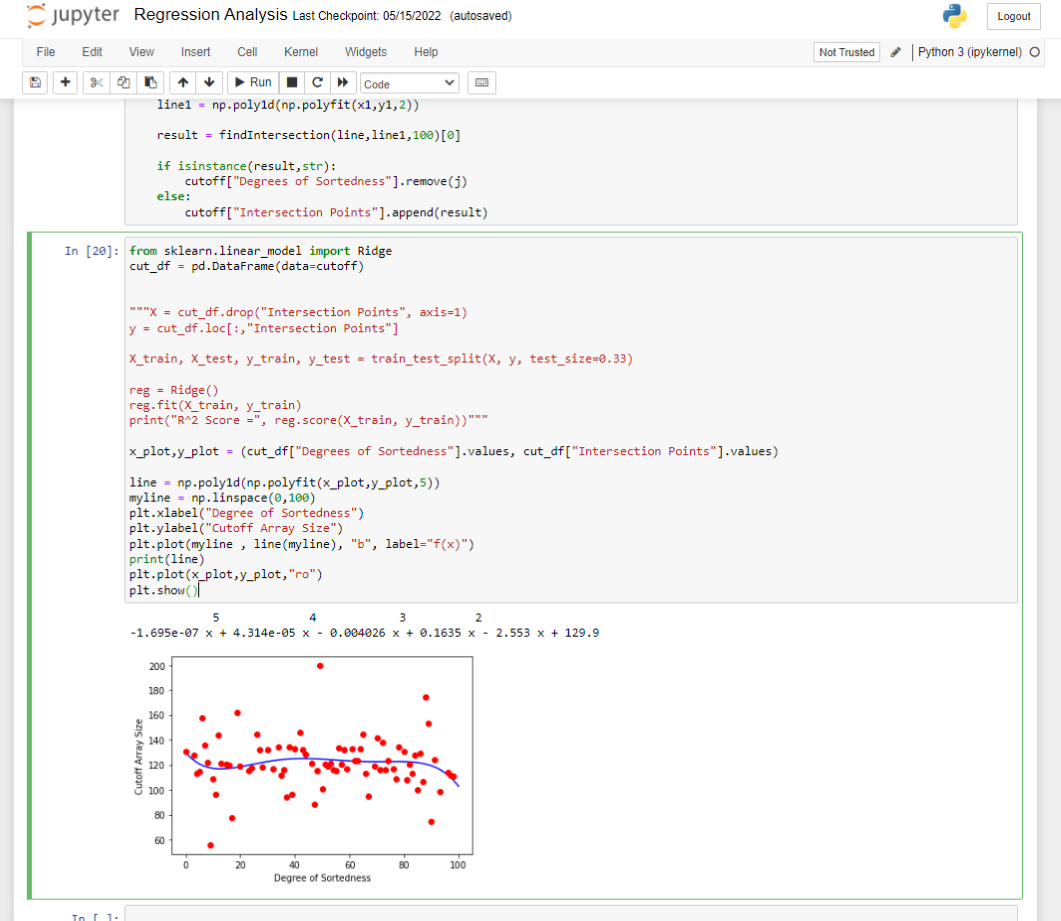 jupyter Regression Analysis Last Checkpoint: 05/15/2022 (autosaved)
Logout
File Edit View Insert Cell Kernel Widgets Help Not Trusted Python 3 (ipykernel)
Run Code
line1 = np.poly1d(np.polyfit(x1,y1,2))
result = findIntersection(line,line1,100)[0]
if isinstance(result,str):
cutoff["Degrees of Sortedness"].remove(j)
else:
cutoff["Intersection Points"].append(result)
In [20]:
from sklearn.linear_model import Ridge
cut_df = pd.DataFrame(data=cutoff)
"""X = cut_df.drop("Intersection Points", axis=1)
y = cut_df.loc[:,"Intersection Points"]
X_train, X_test, y_train, y_test = train_test_split(X, y, test_size=0.33)
reg = Ridge()
reg.fit(X_train, y_train)
print("R^2 Score =", reg.score(X_train, y_train))"""
x_plot,y_plot = (cut_df["Degrees of Sortedness"].values, cut_df["Intersection Points"].values)
line = np.poly1d(np.polyfit(x_plot,y_plot,5))
myline = np.linspace(0,100)
plt.xlabel("Degree of Sortedness")
plt.ylabel("Cutoff Array Size")
plt.plot(myline , line(myline), "b", label="f(x)")
print(line)
plt.plot(x_plot,y_plot,"ro")
plt.show()
5 4 3 2
-1.695e-07 x + 4.314e-05 x - 0.004026 x + 0.1635 x - 2.553 x + 129.9
200
180
160
140
120
100
80
60
Cutoff Array Size
0 20 40 60 80 100
Degree of Sortedness
In [ ]: